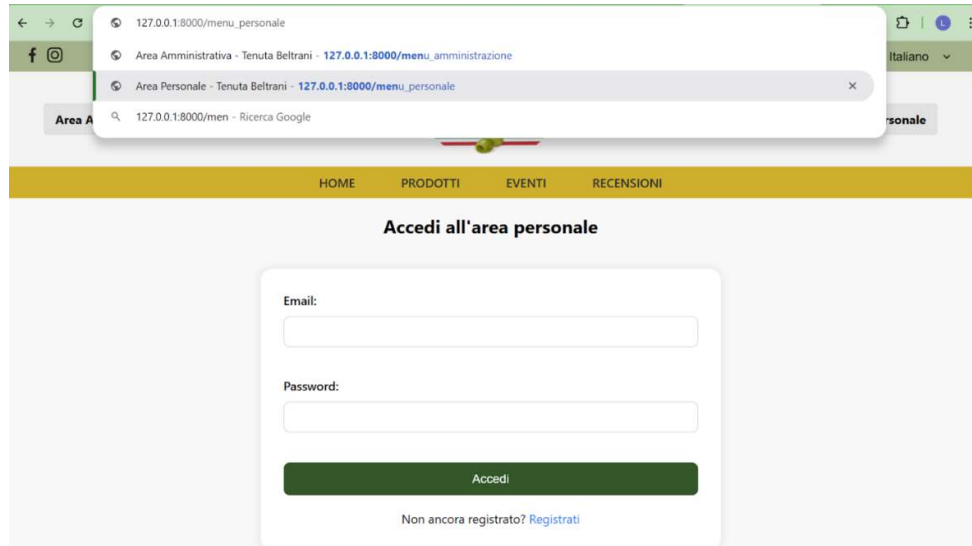 127.0.0.1:8000/menu_personale
Area Amministrativa - Tenuta Beltrani - 127.0.0.1:8000/menu_amministrazione
Italiano
Area Personale - Tenuta Beltrani - 127.0.0.1:8000/menu_personale
127.0.0.1:8000/men - Ricerca Google
Area A
rsonale
HOME PRODOTTI EVENTI RECENSIONI
Accedi all'area personale
Email:
Password:
Accedi
Non ancora registrato? Registrati
L